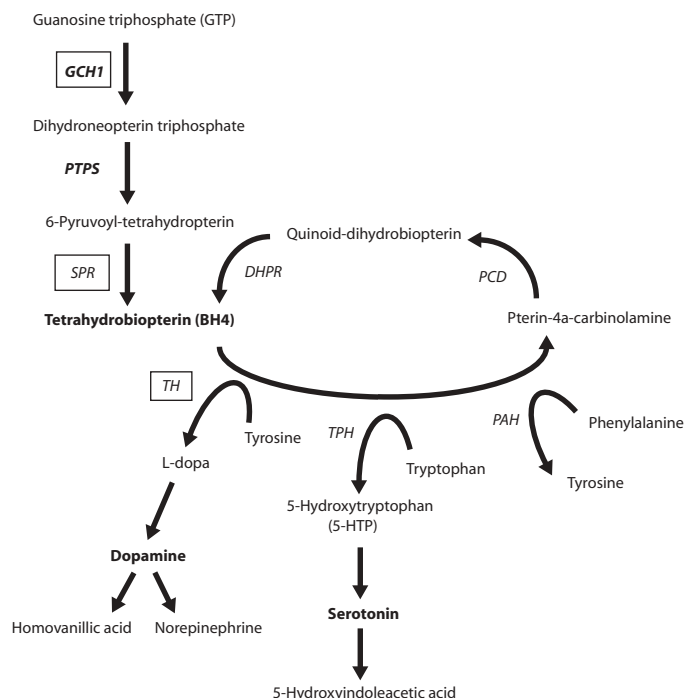 Guanosine triphosphate (GTP)
GCH1
Dihydroneopterin triphosphate
PTPS
6-Pyruvoyl-tetrahydropterin
Quinoid-dihydrobiopterin
SPR
DHPR
PCD
Tetrahydrobiopterin (BH4)
Pterin-4a-carbinolamine
TH
Tyrosine
L-dopa
TPH
Tryptophan
PAH
Phenylalanine
Tyrosine
5-Hydroxytryptophan
(5-HTP)
Dopamine
Homovanillic acid
Norepinephrine
Serotonin
5-Hydroxyindoleacetic acid